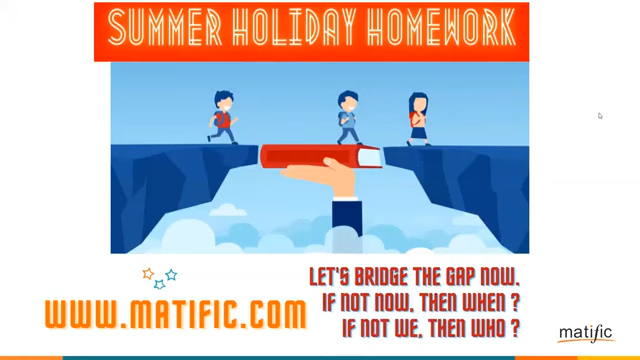 SUMMER HOLIDAY HOMEWORK
LET'S BRIDGE THE GAP NOW.
IF NOT NOW, THEN WHEN ?
IF NOT WE, THEN WHO ?
WWW.MATIFIC.COM
matific